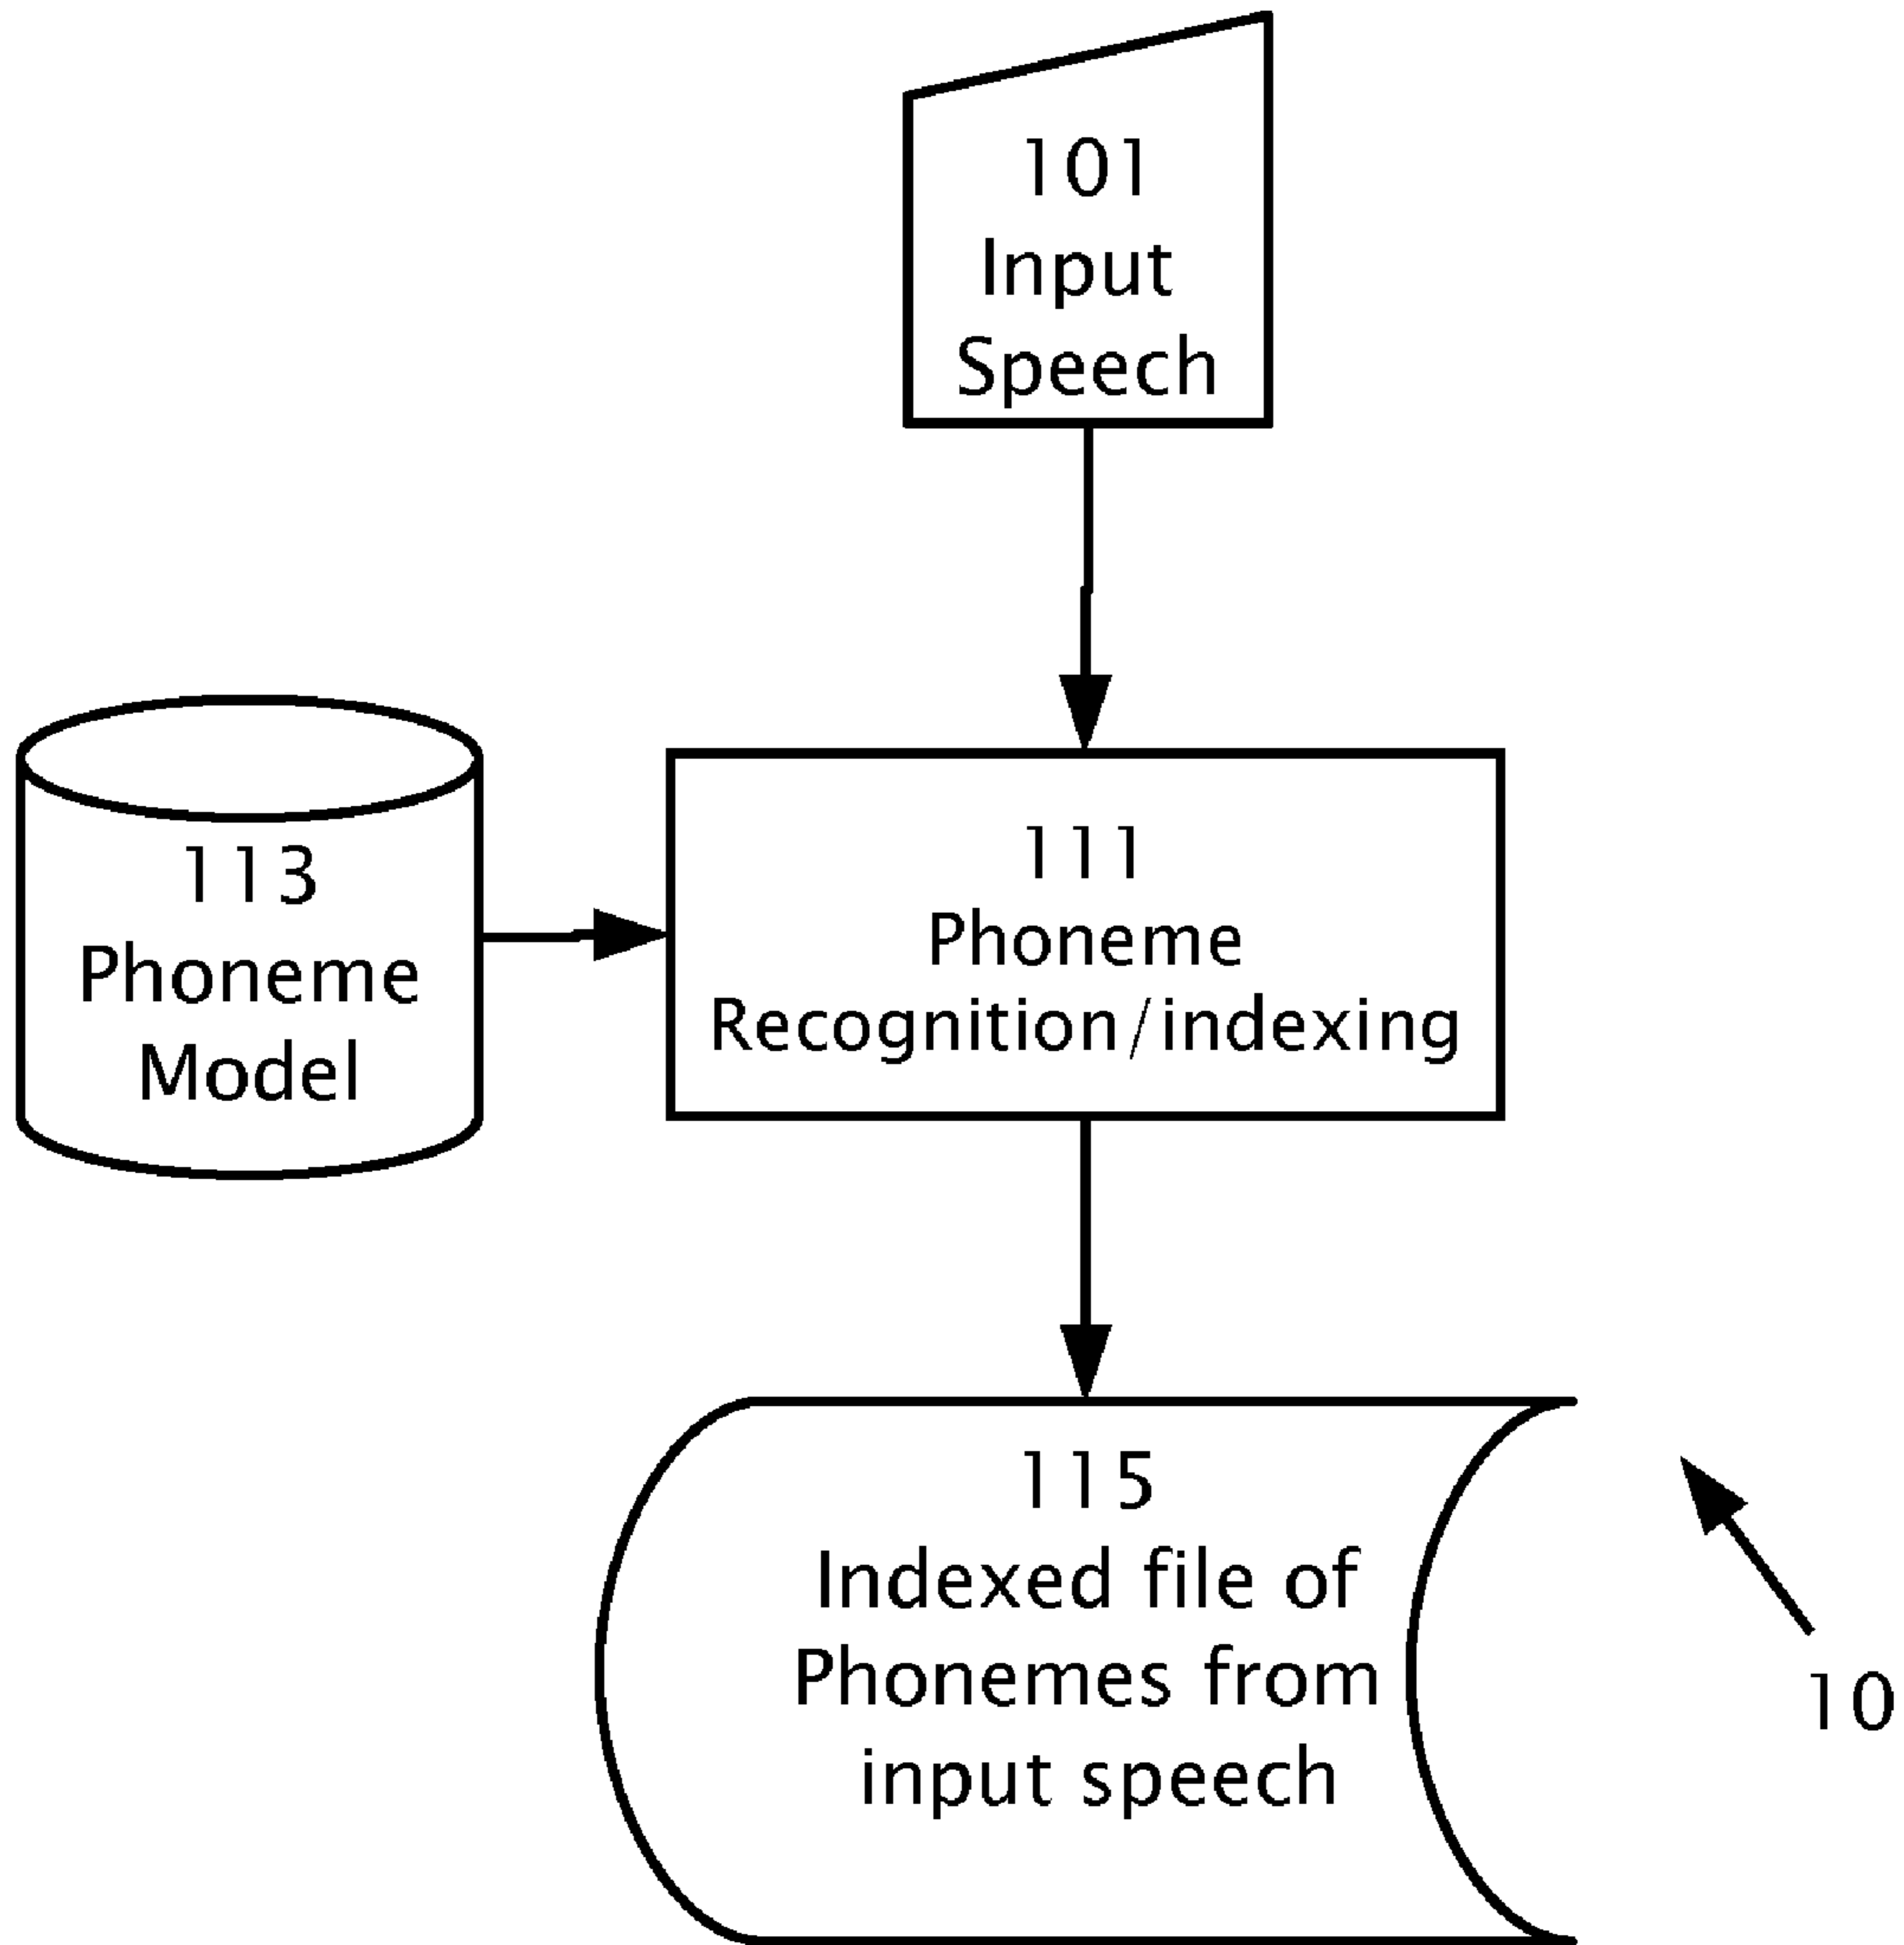 101
Input
Speech
113
Phoneme
Model
111
Phoneme
Recognition/indexing
115
Indexed file of
Phonemes from
input speech
10